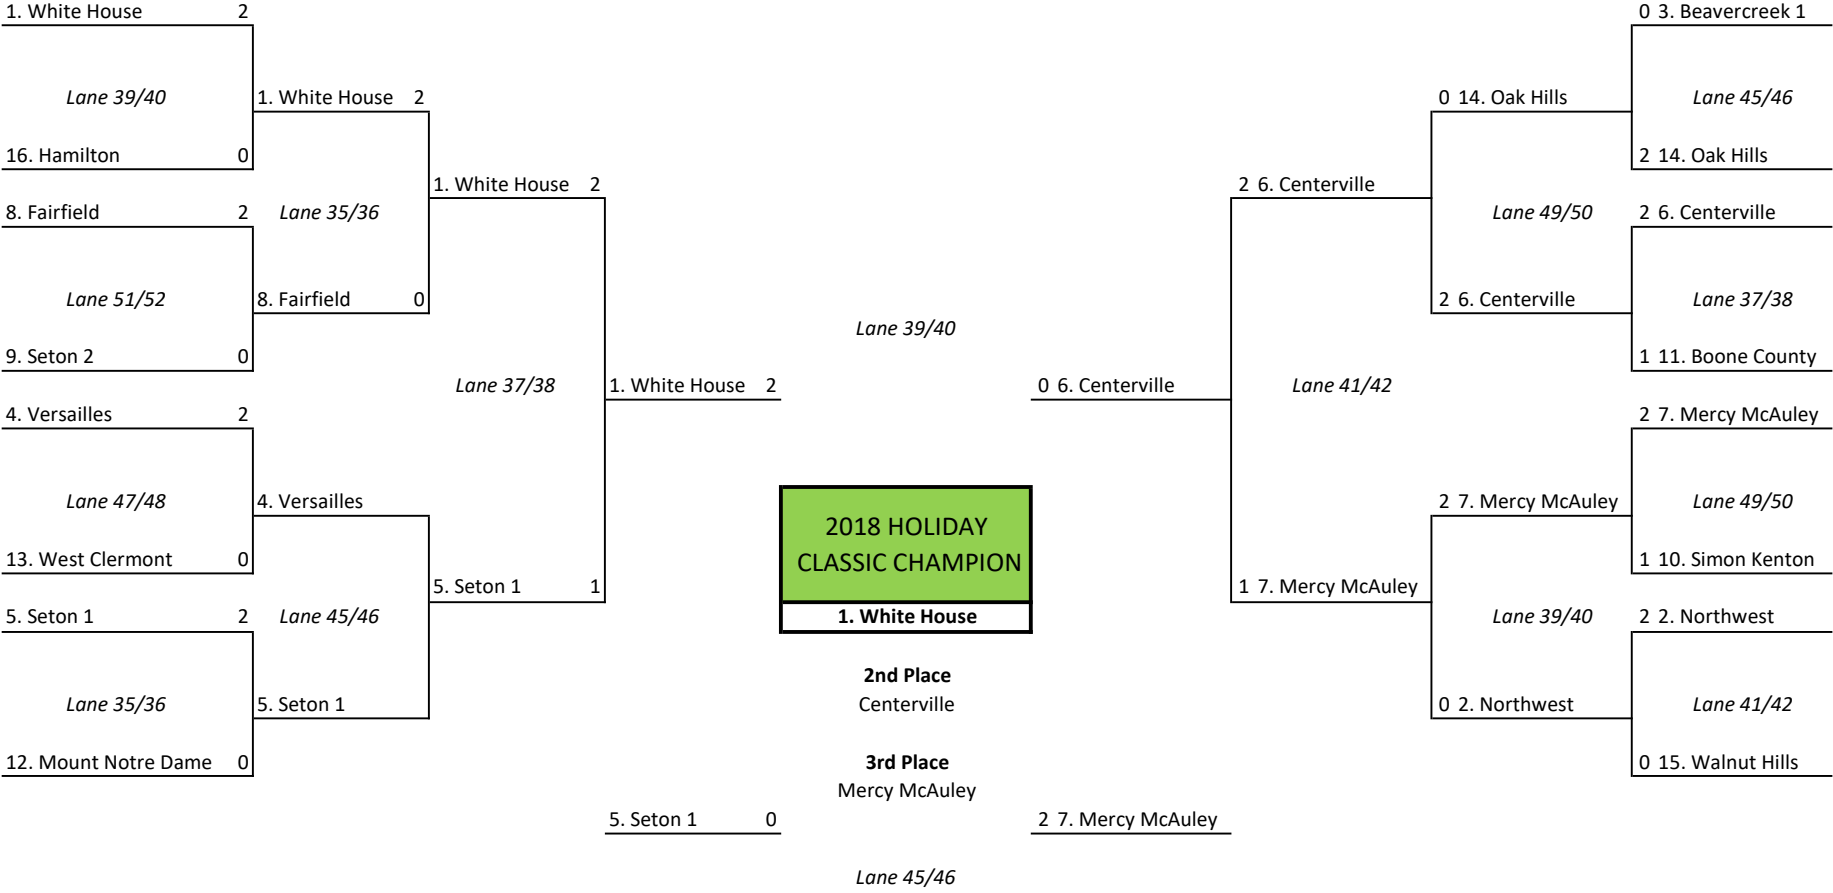 1. White House 2
0 3. Beavercreek 1
Lane 39/40
1. White House 2
0 14. Oak Hills
Lane 45/46
16. Hamilton 0
2 14. Oak Hills
1. White House 2
2 6. Centerville
8. Fairfield 2
Lane 35/36
Lane 49/50
2 6. Centerville
Lane 51/52
8. Fairfield 0
2 6. Centerville
Lane 37/38
Lane 39/40
9. Seton 2 0
1 11. Boone County
Lane 37/38
1. White House 2
0 6. Centerville
Lane 41/42
4. Versailles 2
2 7. Mercy McAuley
Lane 47/48
4. Versailles
2 7. Mercy McAuley
Lane 49/50
2018 HOLIDAY
CLASSIC CHAMPION
13. West Clermont 0
1 10. Simon Kenton
5. Seton 1 1
1 7. Mercy McAuley
5. Seton 1 2
Lane 45/46
1. White House
Lane 39/40
2 2. Northwest
2nd Place
Lane 35/36
5. Seton 1
Centerville
0 2. Northwest
Lane 41/42
12. Mount Notre Dame 0
3rd Place
0 15. Walnut Hills
Mercy McAuley
5. Seton 1 0
2 7. Mercy McAuley
Lane 45/46